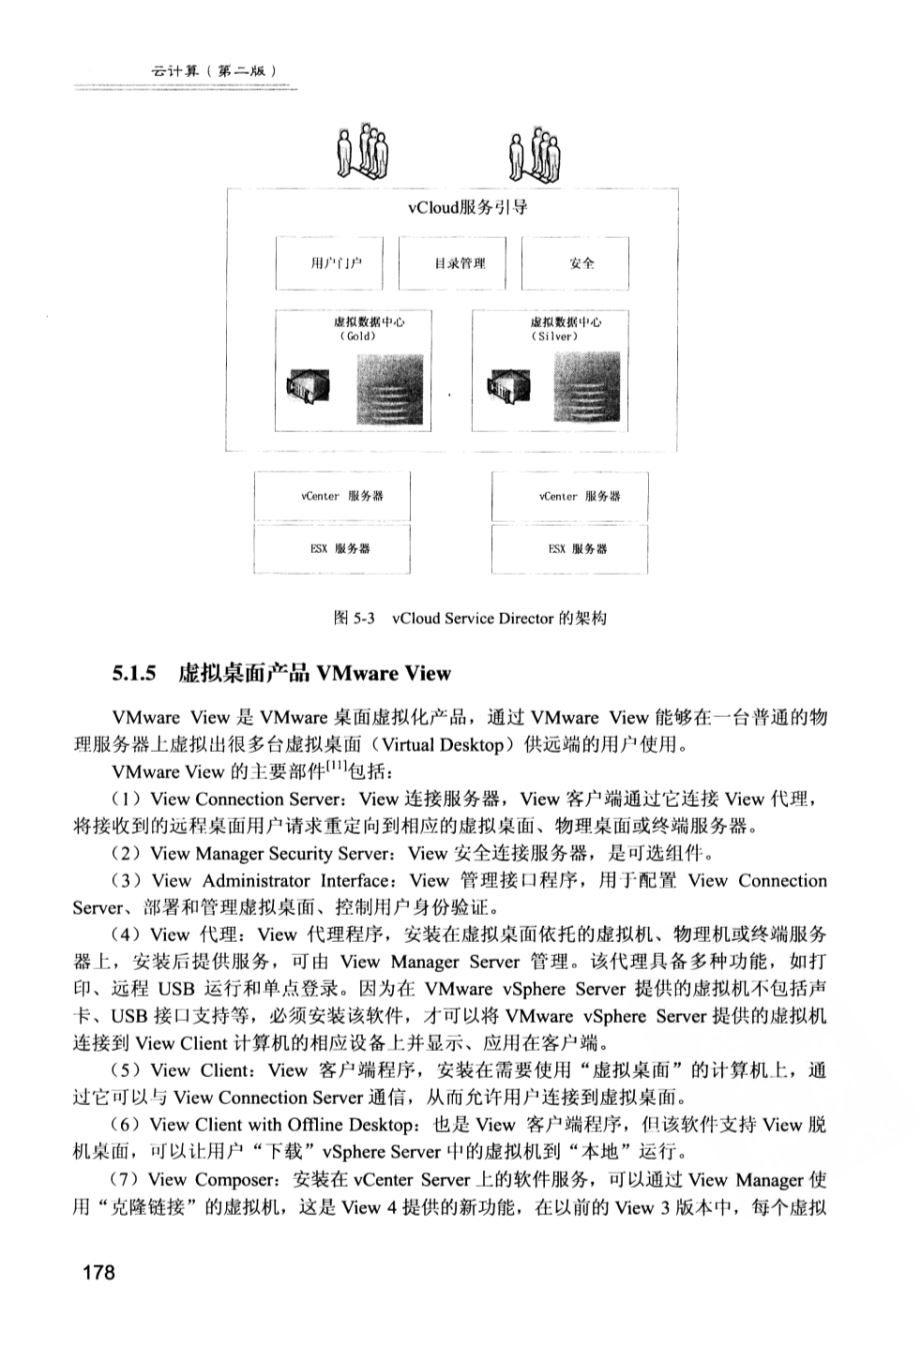 云计算（第二版）
vCloud服务引导
用户门户
目录管理
安全
虚拟数据中心
（Gold）
虚拟数据中心
（Silver）
vCenter 服务器
vCenter 服务器
ESX 服务器
ESX 服务器
图 5-3 vCloud Service Director 的架构
5.1.5 虚拟桌面产品 VMware View
VMware View 是 VMware 桌面虚拟化产品，通过 VMware View 能够在一台普通的物
理服务器上虚拟出很多台虚拟桌面（Virtual Desktop）供远端的用户使用。
VMware View 的主要部件[11]包括：
（1）View Connection Server：View 连接服务器，View 客户端通过它连接 View 代理，
将接收到的远程桌面用户请求重定向到相应的虚拟桌面、物理桌面或终端服务器。
（2）View Manager Security Server：View 安全连接服务器，是可选组件。
（3）View Administrator Interface：View 管理接口程序，用于配置 View Connection
Server、部署和管理虚拟桌面、控制用户身份验证。
（4）View 代理：View 代理程序，安装在虚拟桌面依托的虚拟机、物理机或终端服务
器上，安装后提供服务，可由 View Manager Server 管理。该代理具备多种功能，如打
印、远程 USB 运行和单点登录。因为在 VMware vSphere Server 提供的虚拟机不包括声
卡、USB 接口支持等，必须安装该软件，才可以将 VMware vSphere Server 提供的虚拟机
连接到 View Client 计算机的相应设备上并显示、应用在客户端。
（5）View Client：View 客户端程序，安装在需要使用“虚拟桌面”的计算机上，通
过它可以与 View Connection Server 通信，从而允许用户连接到虚拟桌面。
（6）View Client with Offline Desktop：也是 View 客户端程序，但该软件支持 View 脱
机桌面，可以让用户“下载”vSphere Server 中的虚拟机到“本地”运行。
（7）View Composer：安装在 vCenter Server 上的软件服务，可以通过 View Manager 使
用“克隆链接”的虚拟机，这是 View 4 提供的新功能，在以前的 View 3 版本中，每个虚拟
178